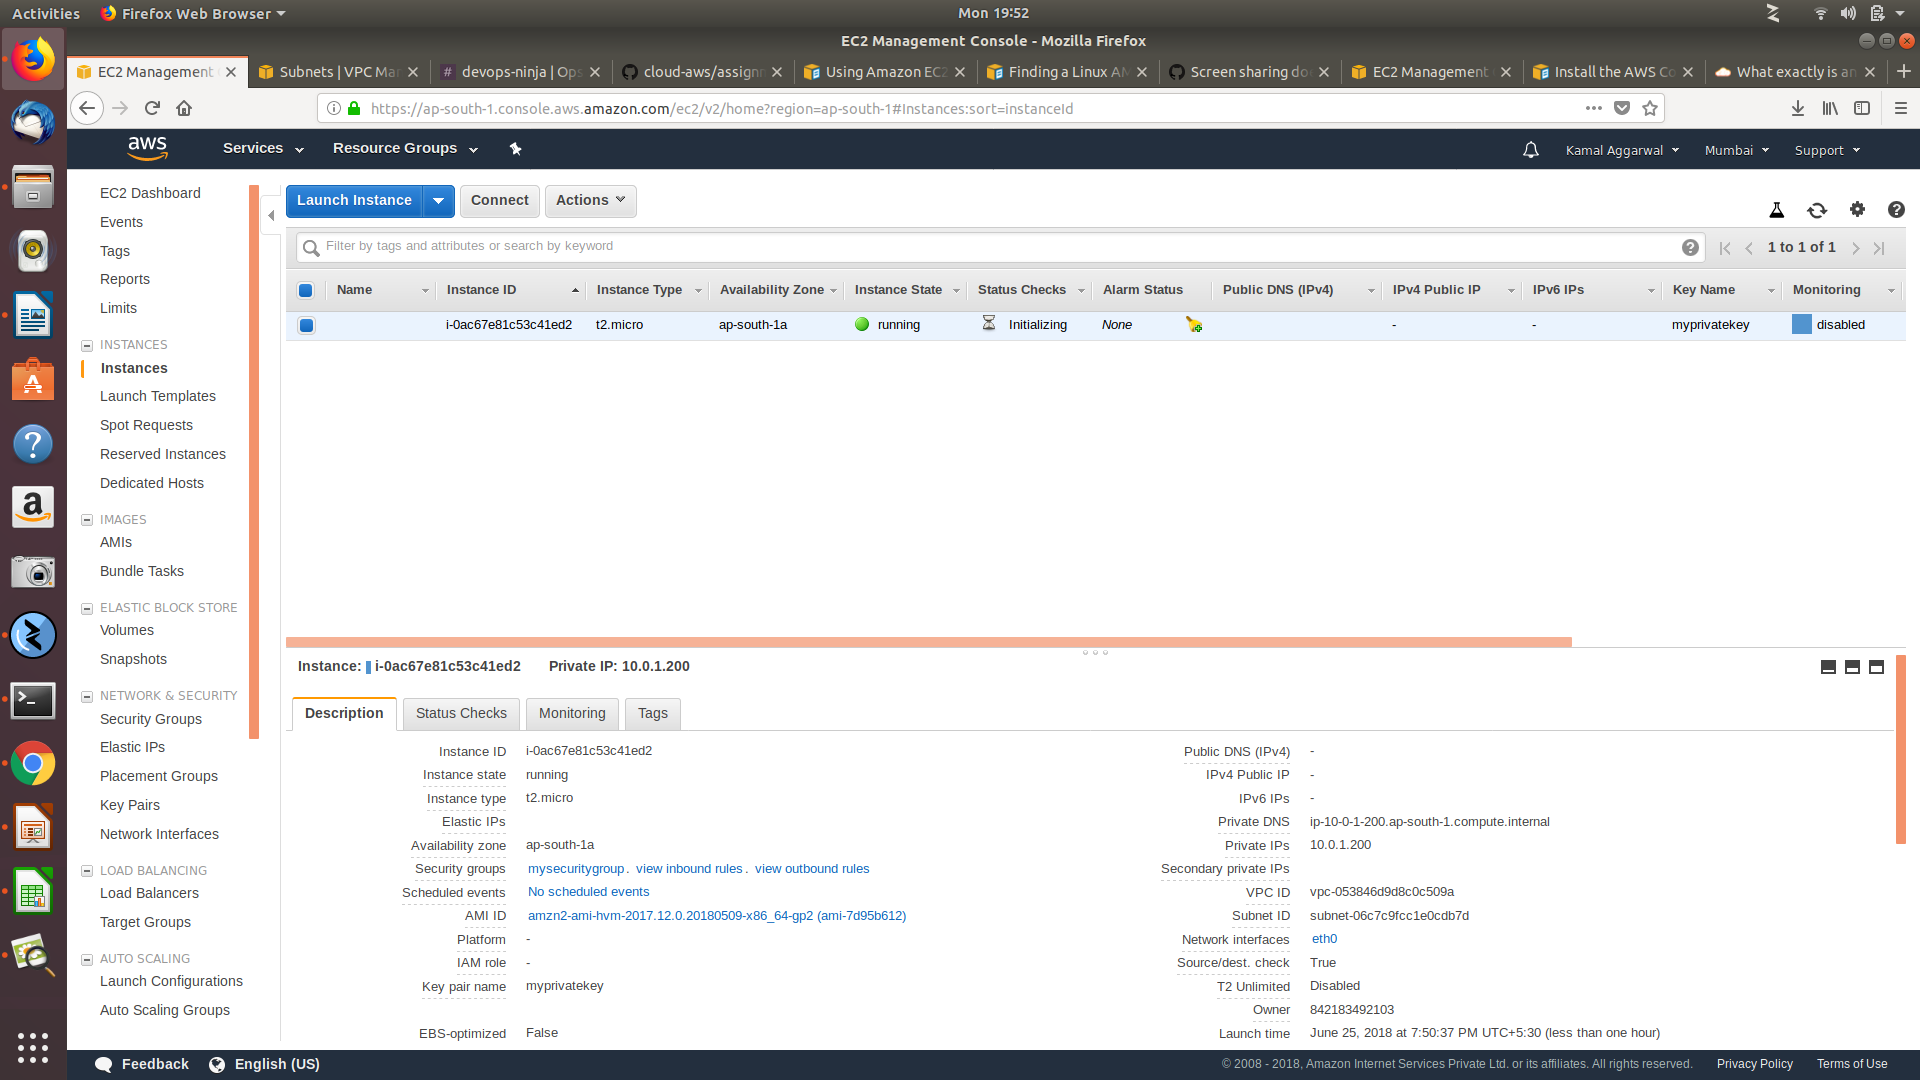 Activities Firefox Web Browser Mon 19:52
EC2 Management Console - Mozilla Firefox
EC2 Management Subnets | VPC Mar devops-ninja | Ops cloud-aws/assignm Using Amazon EC2 Finding a Linux AM Screen sharing do EC2 Management Install the AWS Co What exactly is an
https://ap-south-1.console.aws.amazon.com/ec2/v2/home?region=ap-south-1#Instances:sort=instanceId
aws Services Resource Groups Kamal Aggarwal Mumbai Support
EC2 Dashboard
Events
Tags
Reports
Limits
INSTANCES
Instances
Launch Templates
Spot Requests
Reserved Instances
Dedicated Hosts
IMAGES
AMIs
Bundle Tasks
ELASTIC BLOCK STORE
Volumes
Snapshots
NETWORK & SECURITY
Security Groups
Elastic IPs
Placement Groups
Key Pairs
Network Interfaces
LOAD BALANCING
Load Balancers
Target Groups
AUTO SCALING
Launch Configurations
Auto Scaling Groups
Launch Instance Connect Actions
Filter by tags and attributes or search by keyword 1 to 1 of 1
Name Instance ID Instance Type Availability Zone Instance State Status Checks Alarm Status Public DNS (IPv4) IPv4 Public IP IPv6 IPs Key Name Monitoring
i-0ac67e81c53c41ed2 t2.micro ap-south-1a running Initializing None - - myprivatekey disabled
Instance: i-0ac67e81c53c41ed2 Private IP: 10.0.1.200
Description Status Checks Monitoring Tags
Instance ID i-0ac67e81c53c41ed2 Public DNS (IPv4) -
Instance state running IPv4 Public IP -
Instance type t2.micro IPv6 IPs -
Elastic IPs Private DNS ip-10-0-1-200.ap-south-1.compute.internal
Availability zone ap-south-1a Private IPs 10.0.1.200
Security groups mysecuritygroup . view inbound rules . view outbound rules Secondary private IPs
Scheduled events No scheduled events VPC ID vpc-053846d9d8c0c509a
AMI ID amzn2-ami-hvm-2017.12.0.20180509-x86_64-gp2 (ami-7d95b612) Subnet ID subnet-06c7c9fcc1e0cdb7d
Platform - Network interfaces eth0
IAM role - Source/dest. check True
Key pair name myprivatekey T2 Unlimited Disabled
Owner 842183492103
EBS-optimized False Launch time June 25, 2018 at 7:50:37 PM UTC+5:30 (less than one hour)
Feedback English (US) © 2008 - 2018, Amazon Internet Services Private Ltd. or its affiliates. All rights reserved. Privacy Policy Terms of Use